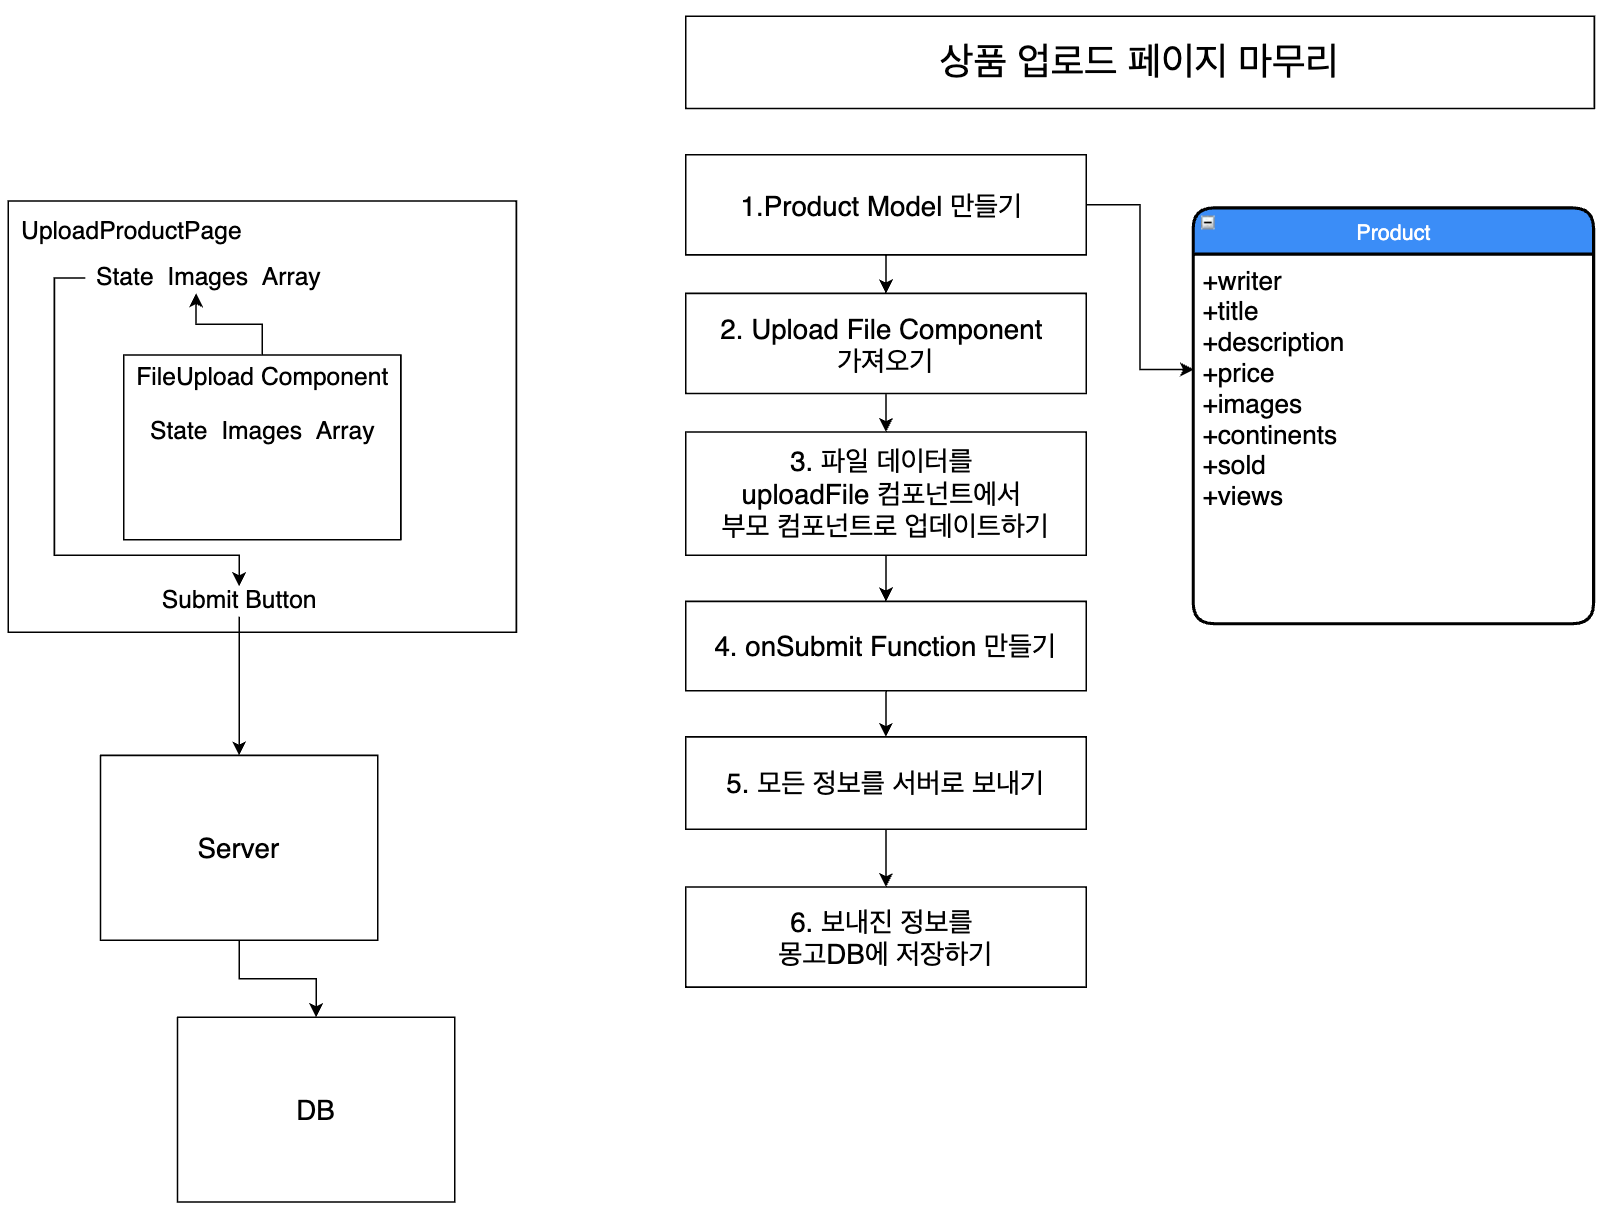 상품 업로드 페이지 마무리
UploadProductPage
State Images Array
FileUpload Component
State Images Array
Submit Button
Server
DB
1.Product Model 만들기
2. Upload File Component
가져오기
3. 파일 데이터를
uploadFile 컴포넌트에서
부모 컴포넌트로 업데이트하기
4. onSubmit Function 만들기
5. 모든 정보를 서버로 보내기
6. 보내진 정보를
몽고DB에 저장하기
Product
+writer
+title
+description
+price
+images
+continents
+sold
+views